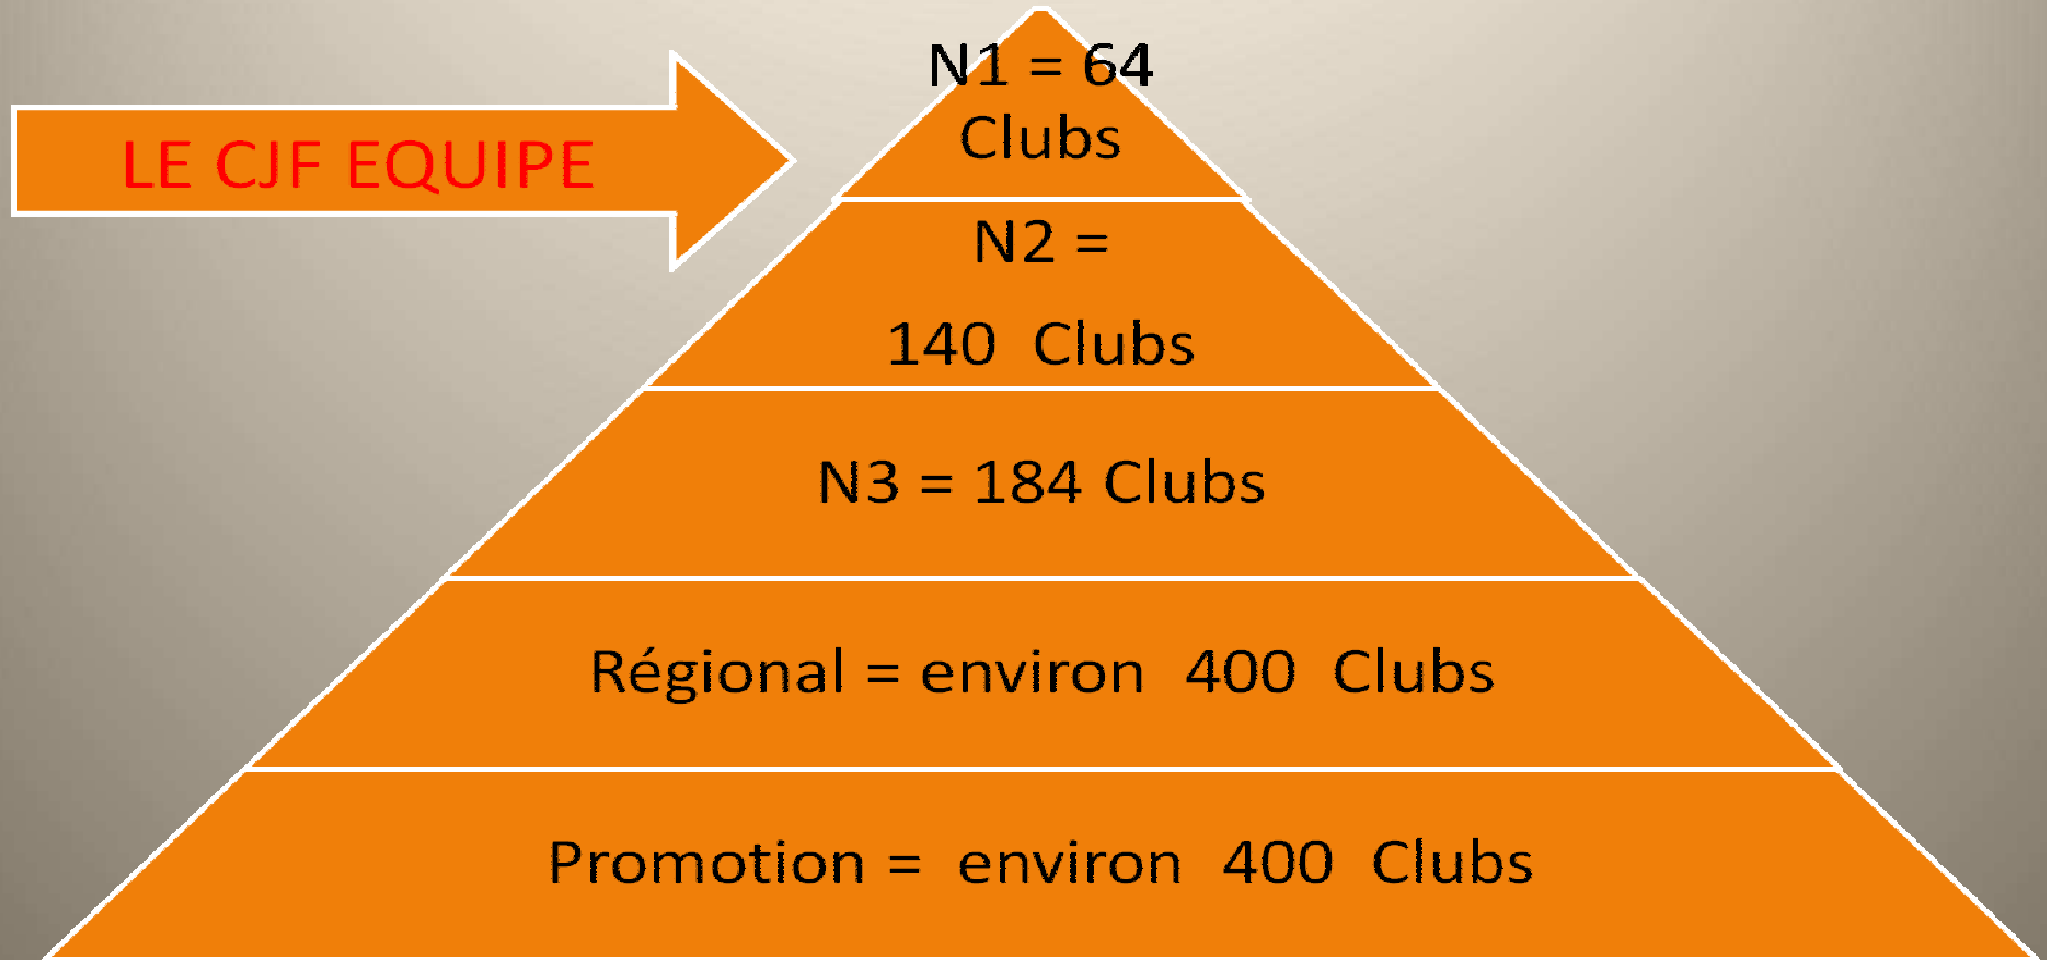 N1 = 64
Clubs
LE CJF EQUIPE
N2 =
140 Clubs
N3 = 184 Clubs
Régional = environ 400 Clubs
Promotion = environ 400 Clubs